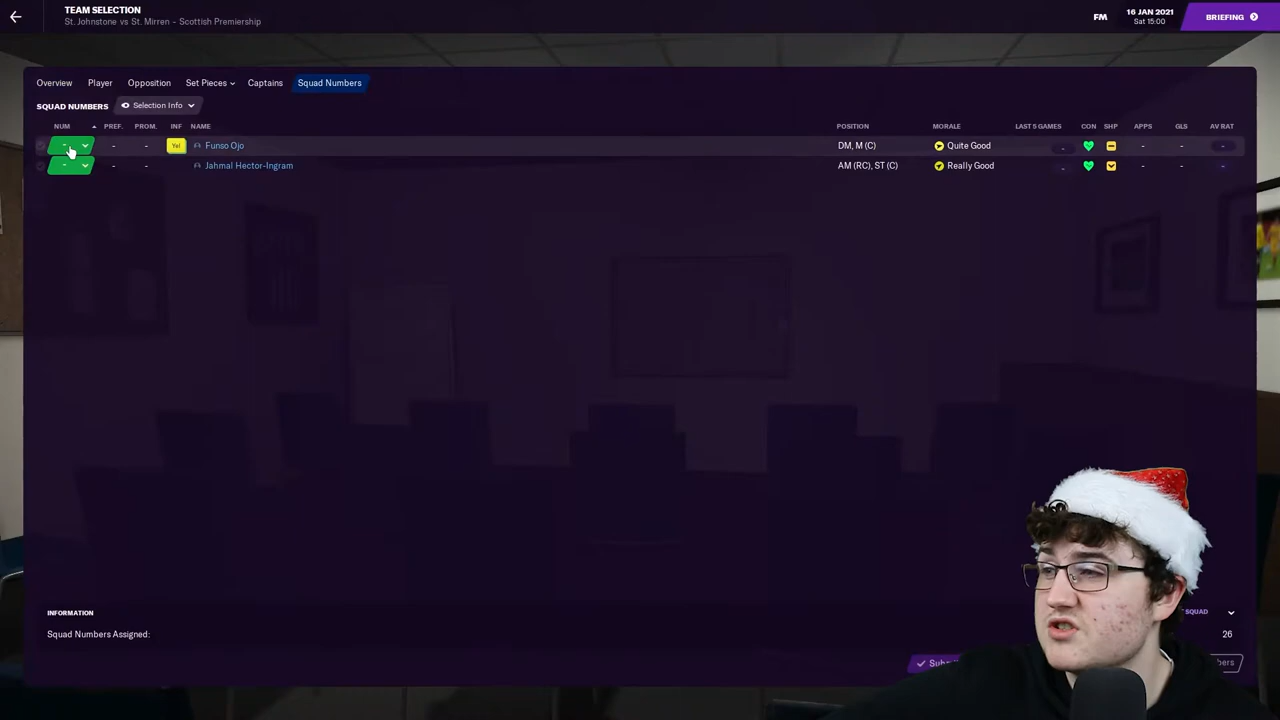 TEAM SELECTION
St. Johnstone vs St. Mirren - Scottish Premiership
FM
16 JAN 2021
Sat 15:00
BRIEFING
Overview
Player
Opposition
Set Pieces
Captains
Squad Numbers
SQUAD NUMBERS
Selection Info
NUM PREF. PROM. INF NAME POSITION MORALE LAST 5 GAMES CON SHP APPS GLS AV RAT
- - - Yel Funso Ojo DM, M (C) Quite Good - - - -
- - - Jahmal Hector-Ingram AM (RC), ST (C) Really Good - - - -
INFORMATION
SQUAD
Squad Numbers Assigned:
26